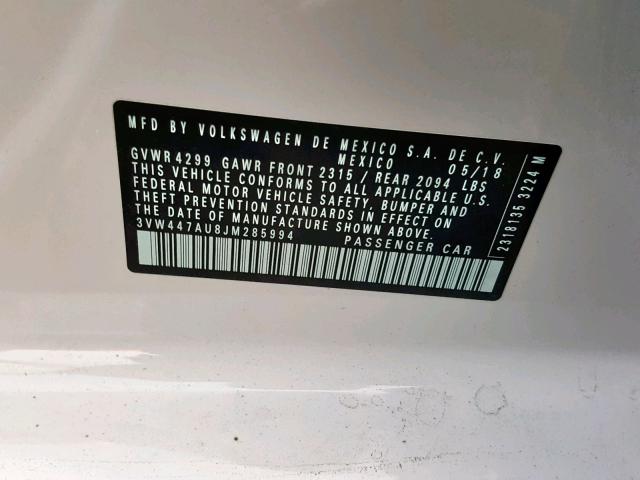 MFD BY VOLKSWAGEN DE MEXICO S.A. DE C.V.
MEXICO 05/18
GVWR 4299 GAWR FRONT 2315 / REAR 2094 LBS
THIS VEHICLE CONFORMS TO ALL APPLICABLE U.S.
FEDERAL MOTOR VEHICLE SAFETY, BUMPER AND
THEFT PREVENTION STANDARDS IN EFFECT ON
THE DATE OF MANUFACTURE SHOWN ABOVE.
3VW447AU8JM285994 PASSENGER CAR
2318135 3224 M